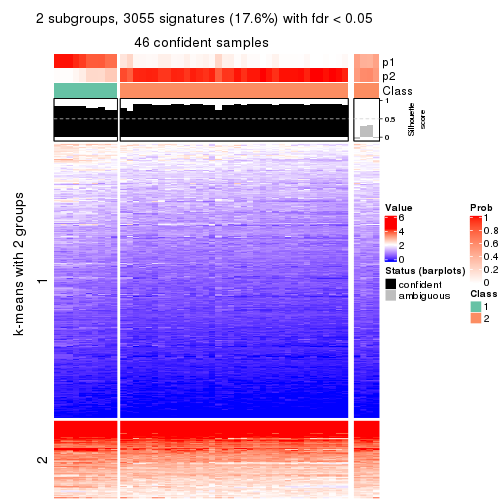 2 subgroups, 3055 signatures (17.6%) with fdr < 0.05
46 confident samples
p1
p2
Class
1
0.5
0
Silhouette
score
k-means with 2 groups
1
2
Value
6
4
2
0
Status (barplots)
confident
ambiguous
Prob
1
0.8
0.6
0.4
0.2
0
Class
1
2